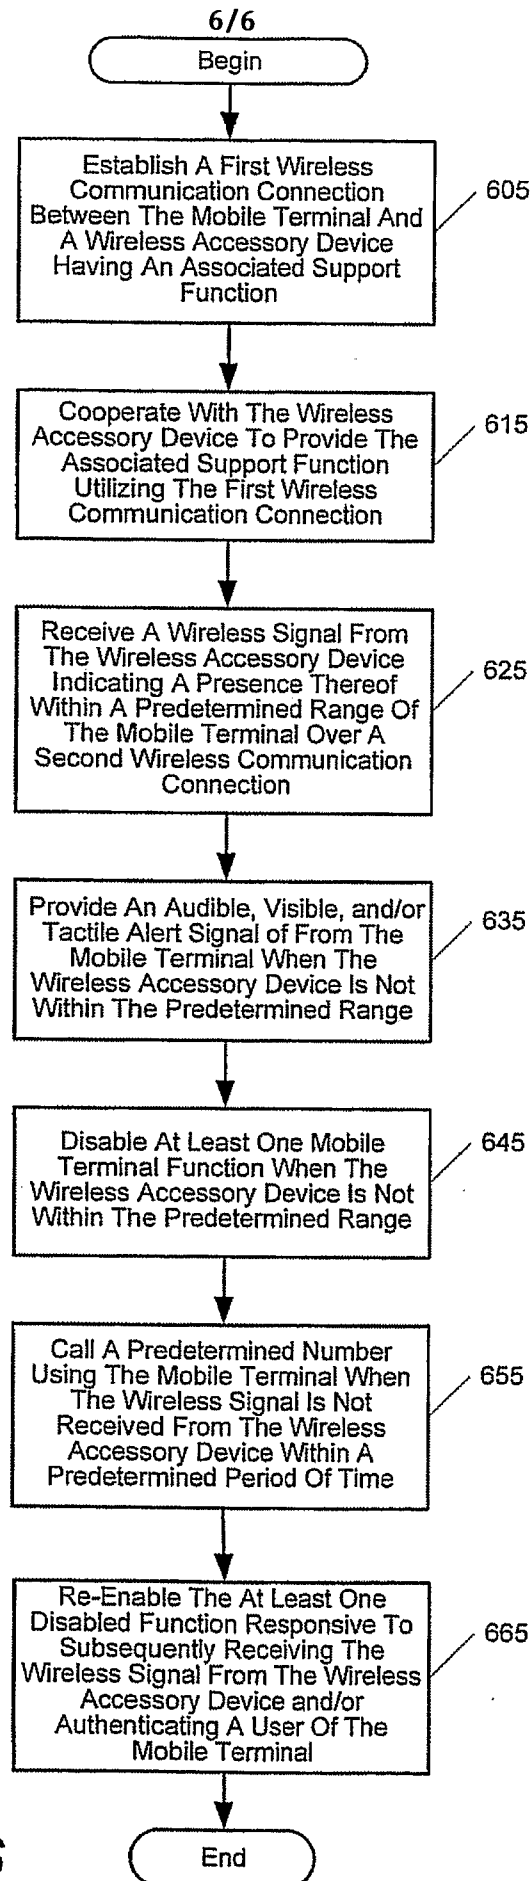 6/6
Begin
Establish A First Wireless
Communication Connection
Between The Mobile Terminal And
A Wireless Accessory Device
Having An Associated Support
Function
605
Cooperate With The Wireless
Accessory Device To Provide The
Associated Support Function
Utilizing The First Wireless
Communication Connection
615
Receive A Wireless Signal From
The Wireless Accessory Device
Indicating A Presence Thereof
Within A Predetermined Range Of
The Mobile Terminal Over A
Second Wireless Communication
Connection
625
Provide An Audible, Visible, and/or
Tactile Alert Signal of From The
Mobile Terminal When The
Wireless Accessory Device Is Not
Within The Predetermined Range
635
Disable At Least One Mobile
Terminal Function When The
Wireless Accessory Device Is Not
Within The Predetermined Range
645
Call A Predetermined Number
Using The Mobile Terminal When
The Wireless Signal Is Not
Received From The Wireless
Accessory Device Within A
Predetermined Period Of Time
655
Re-Enable The At Least One
Disabled Function Responsive To
Subsequently Receiving The
Wireless Signal From The Wireless
Accessory Device and/or
Authenticating A User Of The
Mobile Terminal
665
End